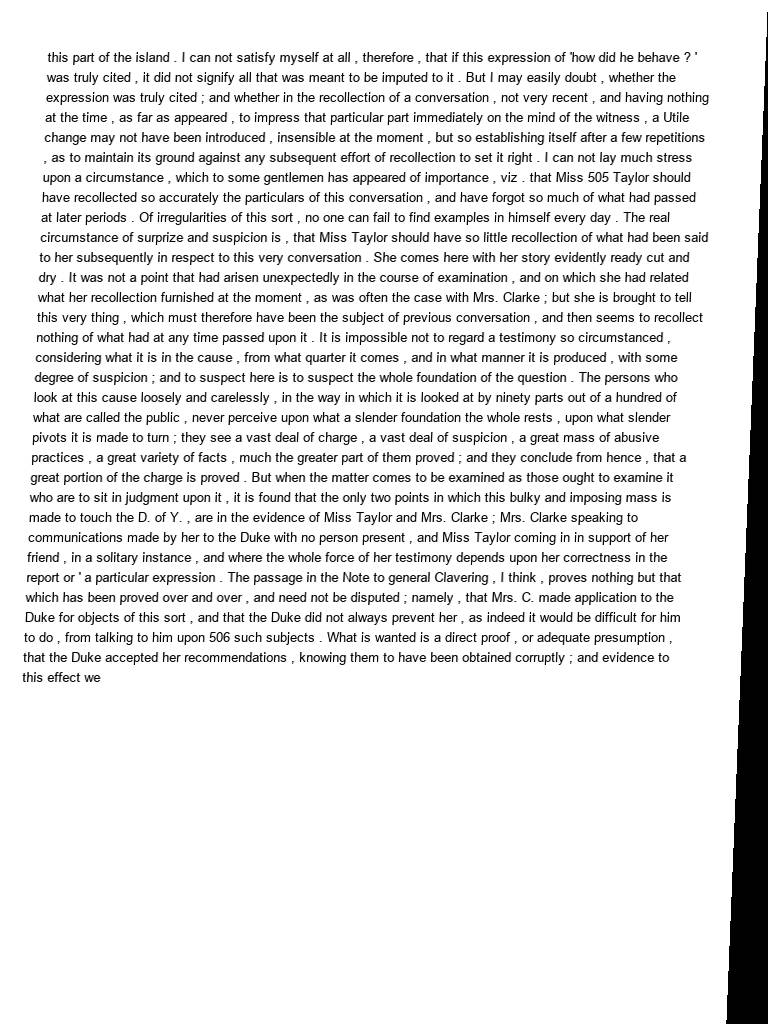 this part of the island . I can not satisfy myself at all , therefore , that if this expression of 'how did he behave ? '
was truly cited , it did not signify all that was meant to be imputed to it . But I may easily doubt , whether the
expression was truly cited ; and whether in the recollection of a conversation , not very recent , and having nothing
at the time , as far as appeared , to impress that particular part immediately on the mind of the witness , a Utile
change may not have been introduced , insensible at the moment , but so establishing itself after a few repetitions
, as to maintain its ground against any subsequent effort of recollection to set it right . I can not lay much stress
upon a circumstance , which to some gentlemen has appeared of importance , viz . that Miss 505 Taylor should
have recollected so accurately the particulars of this conversation , and have forgot so much of what had passed
at later periods . Of irregularities of this sort , no one can fail to find examples in himself every day . The real
circumstance of surprize and suspicion is , that Miss Taylor should have so little recollection of what had been said
to her subsequently in respect to this very conversation . She comes here with her story evidently ready cut and
dry . It was not a point that had arisen unexpectedly in the course of examination , and on which she had related
what her recollection furnished at the moment , as was often the case with Mrs. Clarke ; but she is brought to tell
this very thing , which must therefore have been the subject of previous conversation , and then seems to recollect
nothing of what had at any time passed upon it . It is impossible not to regard a testimony so circumstanced ,
considering what it is in the cause , from what quarter it comes , and in what manner it is produced , with some
degree of suspicion ; and to suspect here is to suspect the whole foundation of the question . The persons who
look at this cause loosely and carelessly , in the way in which it is looked at by ninety parts out of a hundred of
what are called the public , never perceive upon what a slender foundation the whole rests , upon what slender
pivots it is made to turn ; they see a vast deal of charge , a vast deal of suspicion , a great mass of abusive
practices , a great variety of facts , much the greater part of them proved ; and they conclude from hence , that a
great portion of the charge is proved . But when the matter comes to be examined as those ought to examine it
who are to sit in judgment upon it , it is found that the only two points in which this bulky and imposing mass is
made to touch the D. of Y. , are in the evidence of Miss Taylor and Mrs. Clarke ; Mrs. Clarke speaking to
communications made by her to the Duke with no person present , and Miss Taylor coming in in support of her
friend , in a solitary instance , and where the whole force of her testimony depends upon her correctness in the
report or ' a particular expression . The passage in the Note to general Clavering , I think , proves nothing but that
which has been proved over and over , and need not be disputed ; namely , that Mrs. C. made application to the
Duke for objects of this sort , and that the Duke did not always prevent her , as indeed it would be difficult for him
to do , from talking to him upon 506 such subjects . What is wanted is a direct proof , or adequate presumption ,
that the Duke accepted her recommendations , knowing them to have been obtained corruptly ; and evidence to
this effect we